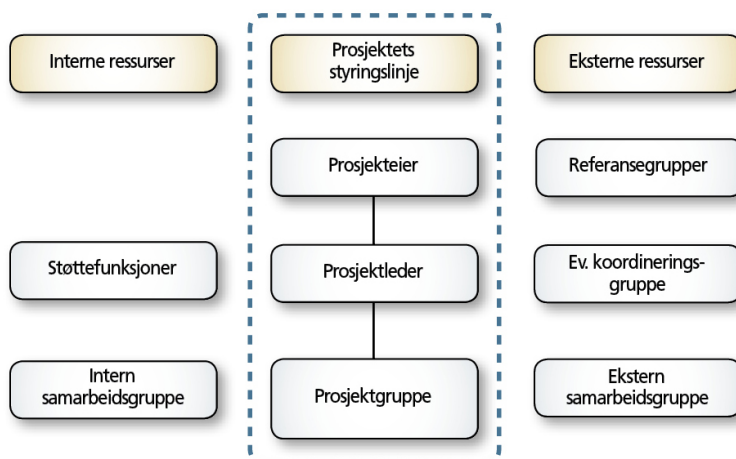 Interne ressurser
Prosjektets
styringslinje
Eksterne ressurser
Prosjekteier
Referansegrupper
Støttefunksjoner
Prosjektleder
Ev. koordinerings-
gruppe
Intern
samarbeidsgruppe
Prosjektgruppe
Ekstern
samarbeidsgruppe